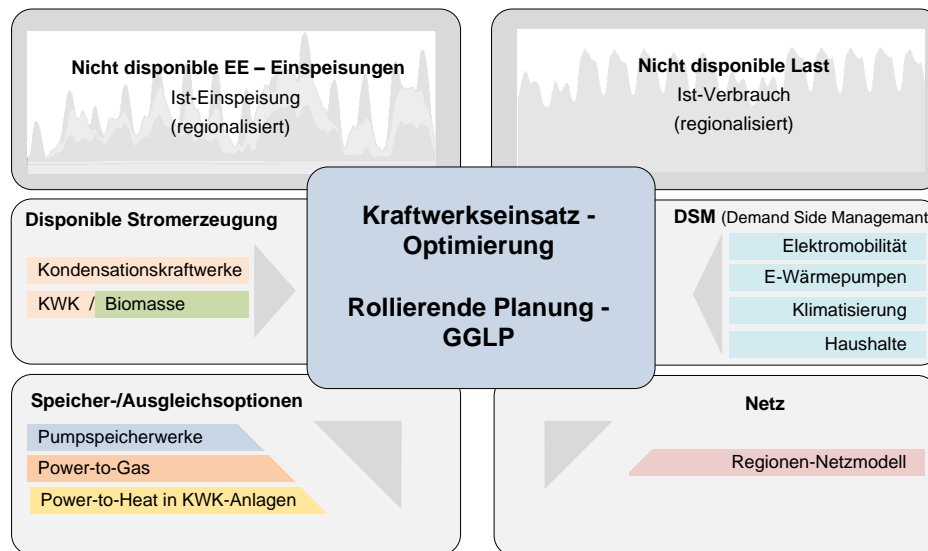 Nicht disponible EE – Einspeisungen
Ist-Einspeisung
(regionalisiert)
Nicht disponible Last
Ist-Verbrauch
(regionalisiert)
Kraftwerkseinsatz -
Optimierung
Rollierende Planung -
GGLP
Disponible Stromerzeugung
Kondensationskraftwerke
KWK / Biomasse
DSM (Demand Side Managemant
Elektromobilität
E-Wärmepumpen
Klimatisierung
Haushalte
Speicher-/Ausgleichsoptionen
Pumpspeicherwerke
Power-to-Gas
Power-to-Heat in KWK-Anlagen
Netz
Regionen-Netzmodell